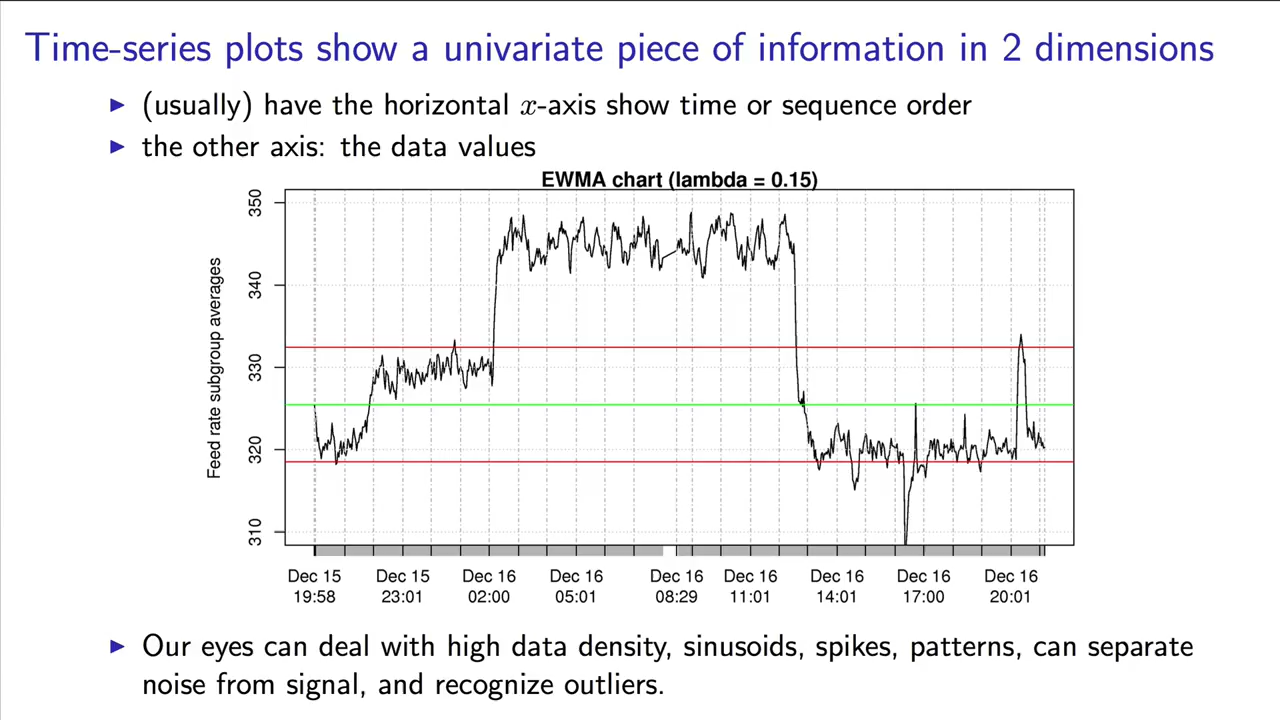 Time-series plots show a univariate piece of information in 2 dimensions
(usually) have the horizontal x-axis show time or sequence order
the other axis: the data values
EWMA chart (lambda = 0.15)
Feed rate subgroup averages
350
340
330
320
310
Dec 15 Dec 15 Dec 16 Dec 16 Dec 16 Dec 16 Dec 16 Dec 16 Dec 16
19:58 23:01 02:00 05:01 08:29 11:01 14:01 17:00 20:01
Our eyes can deal with high data density, sinusoids, spikes, patterns, can separate
noise from signal, and recognize outliers.